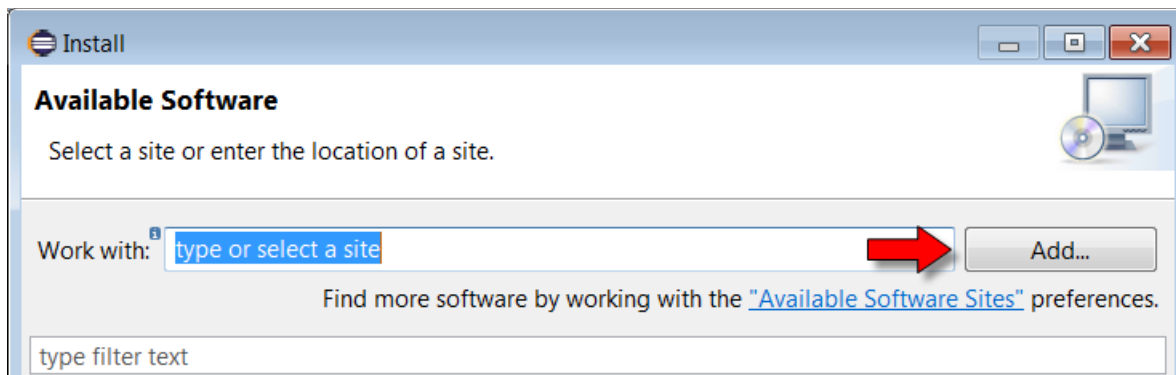 Install
Available Software
Select a site or enter the location of a site.
Work with: type or select a site Add...
Find more software by working with the "Available Software Sites" preferences.
type filter text